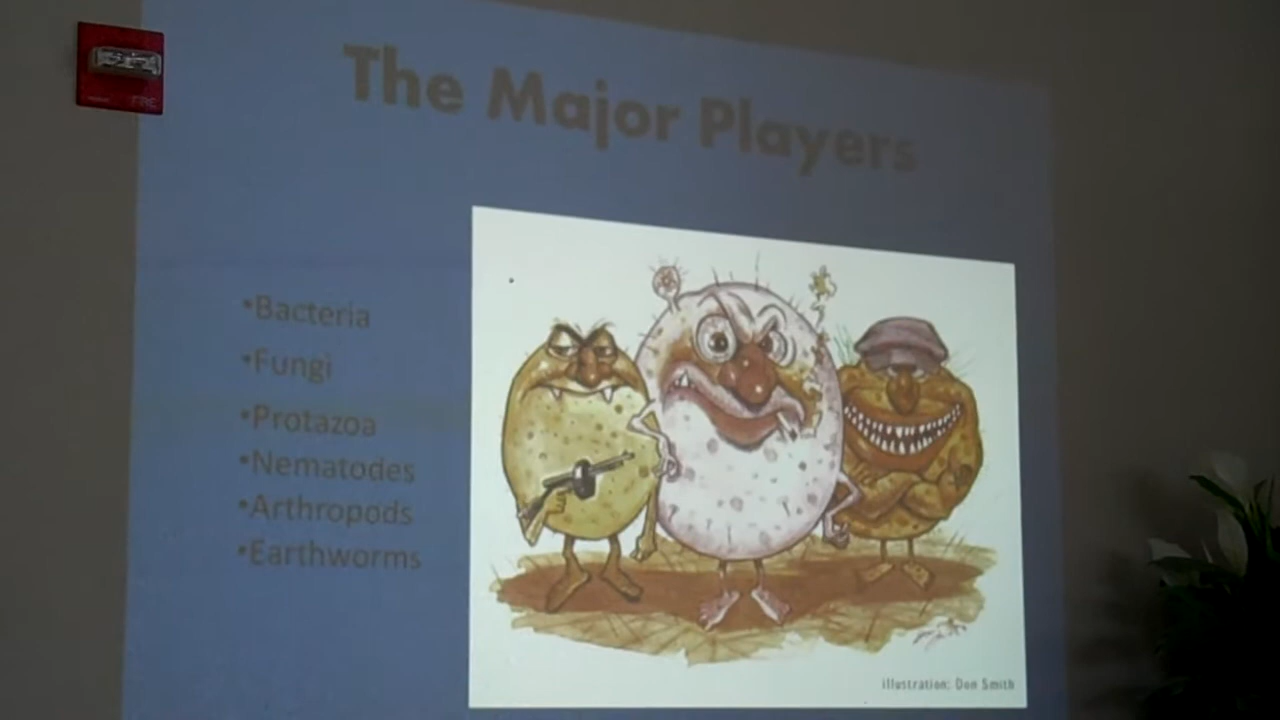 The Major Players
•Bacteria
•Fungi
•Protazoa
•Nematodes
•Arthropods
•Earthworms
illustration: Don Smith